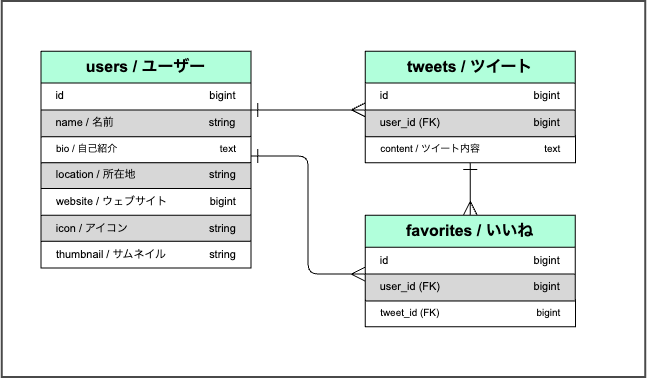 users / ユーザー
id bigint
name / 名前 string
bio / 自己紹介 text
location / 所在地 string
website / ウェブサイト bigint
icon / アイコン string
thumbnail / サムネイル string
tweets / ツイート
id bigint
user_id (FK) bigint
content / ツイート内容 text
favorites / いいね
id bigint
user_id (FK) bigint
tweet_id (FK) bigint